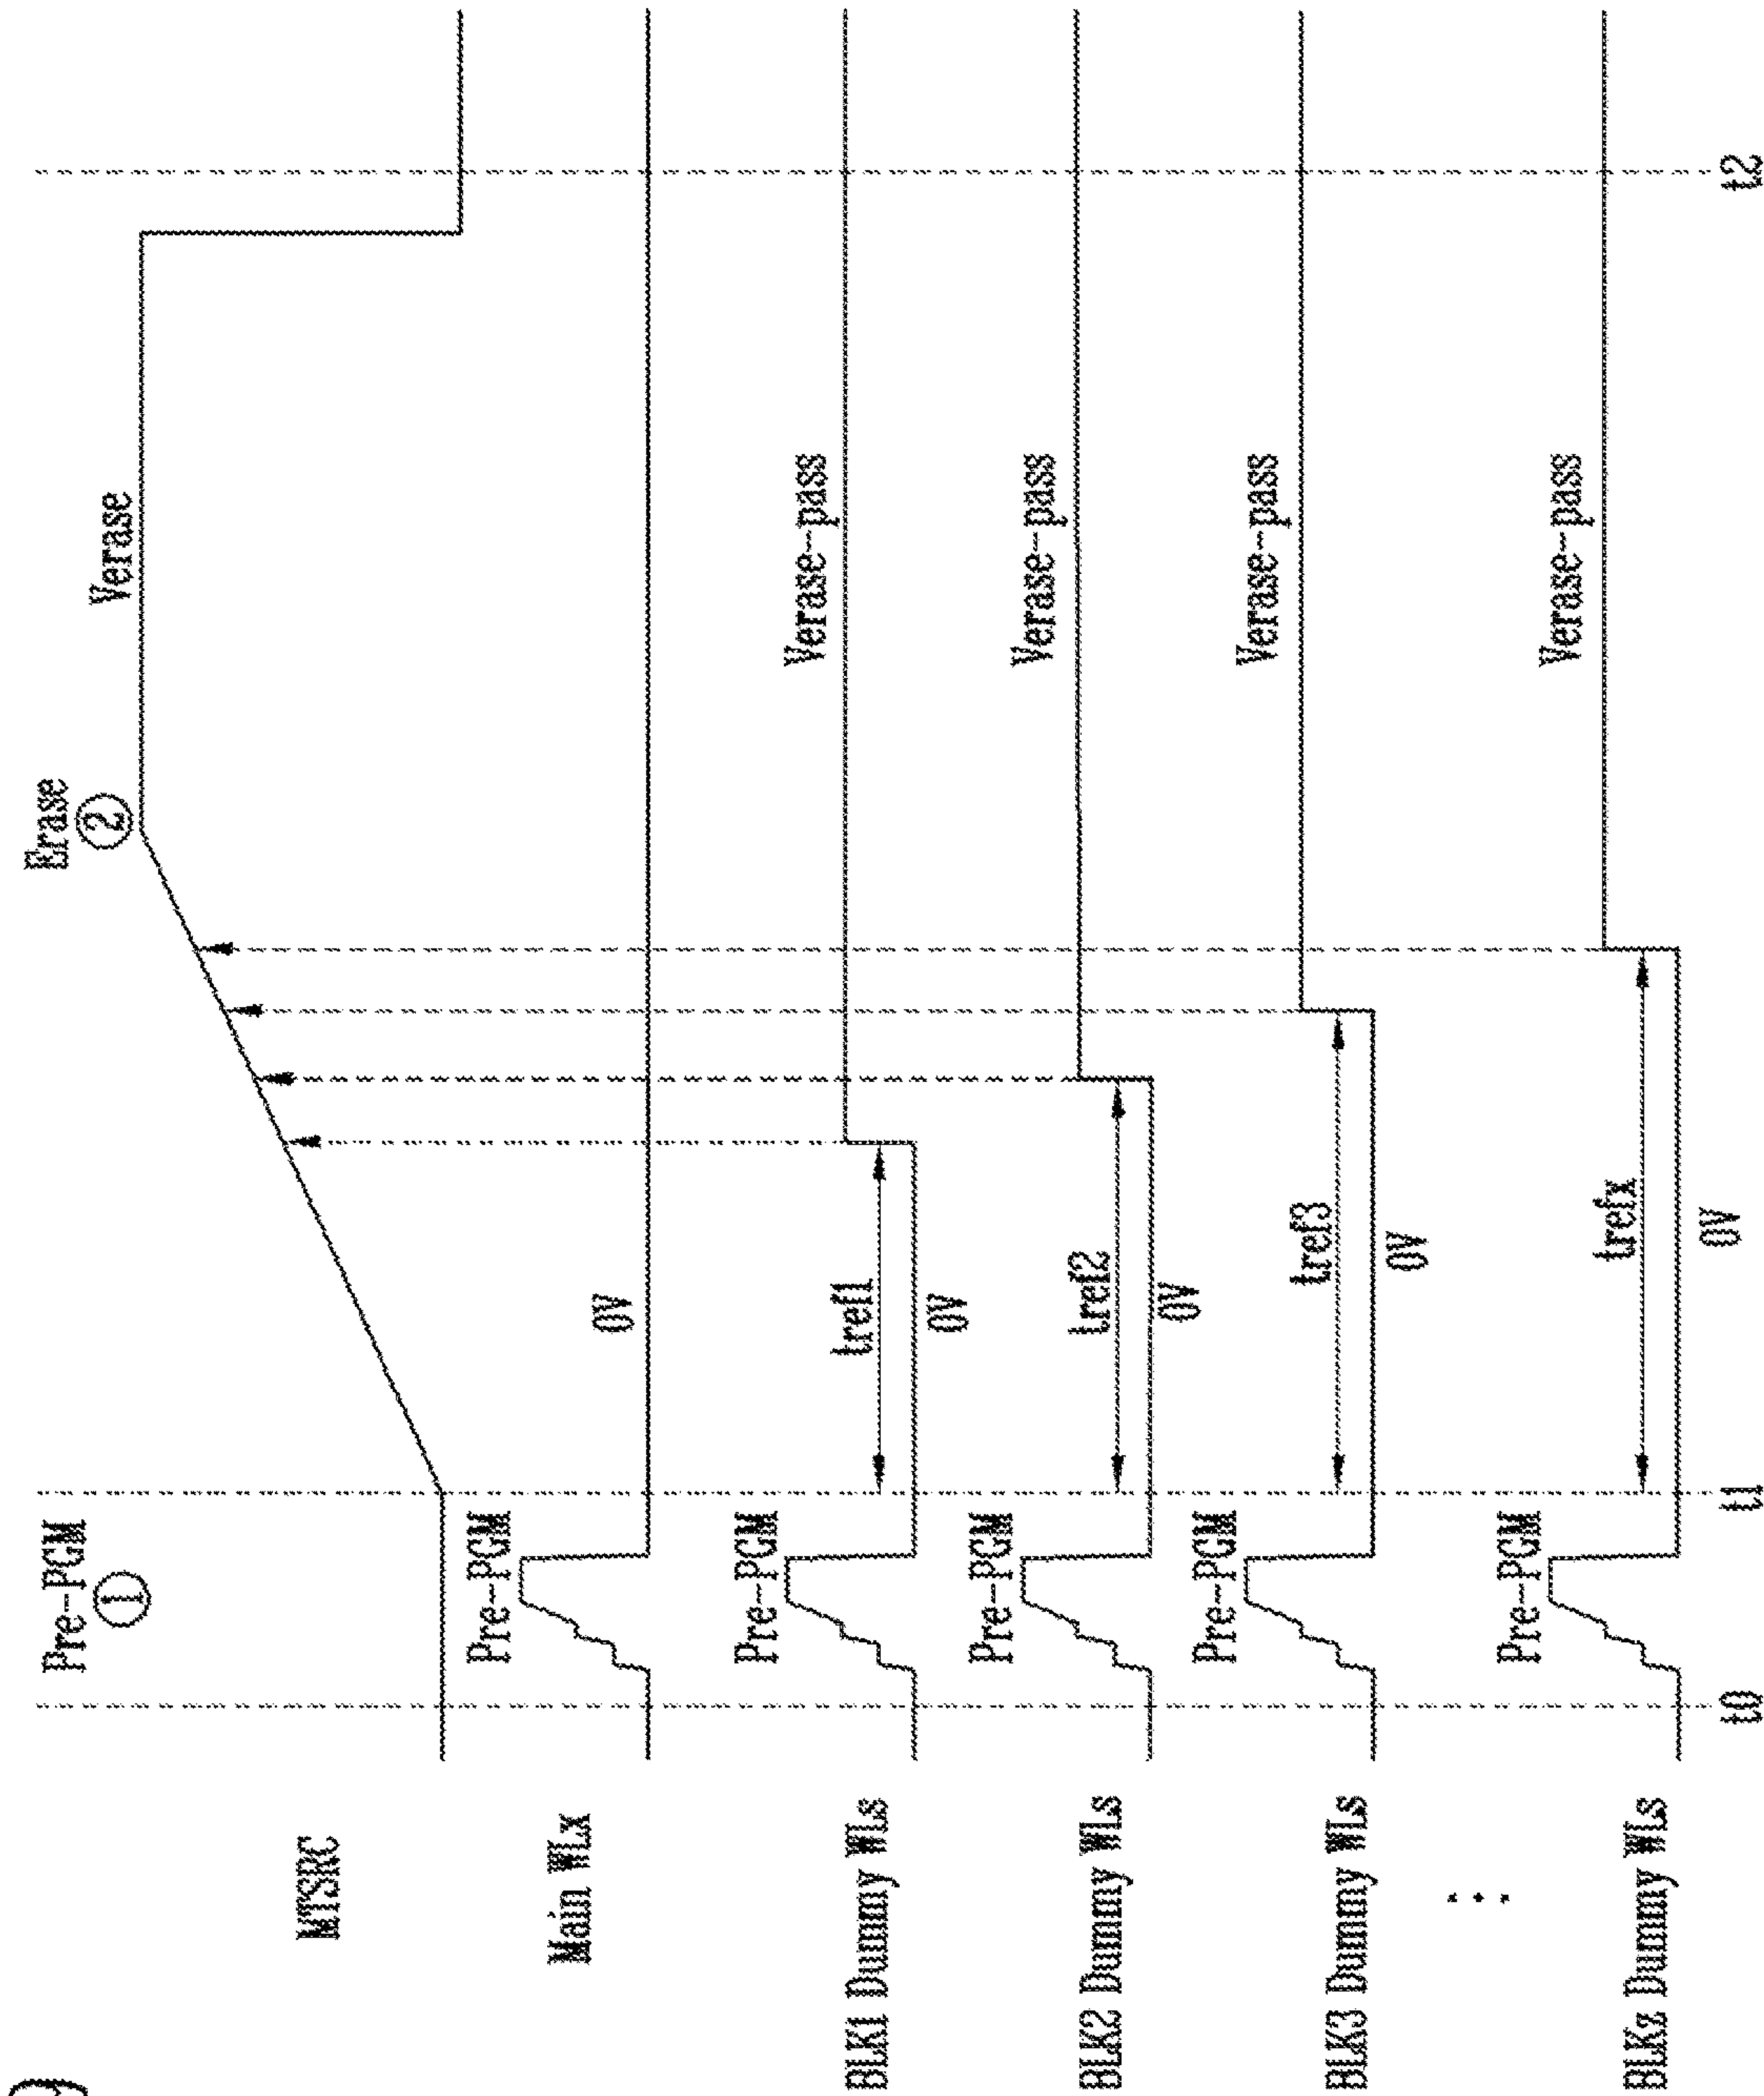 9
Pre-PGM
①
Erase
②
MTSRC
Verase
Main WLx
Pre-PGM
0V
BLK1 Dummy WLs
Pre-PGM
tref1
0V
Verase-pass
BLK2 Dummy WLs
Pre-PGM
tref2
0V
Verase-pass
BLK3 Dummy WLs
Pre-PGM
tref3
0V
Verase-pass
BLKz Dummy WLs
Pre-PGM
trefx
0V
Verase-pass
t0
t1
t2